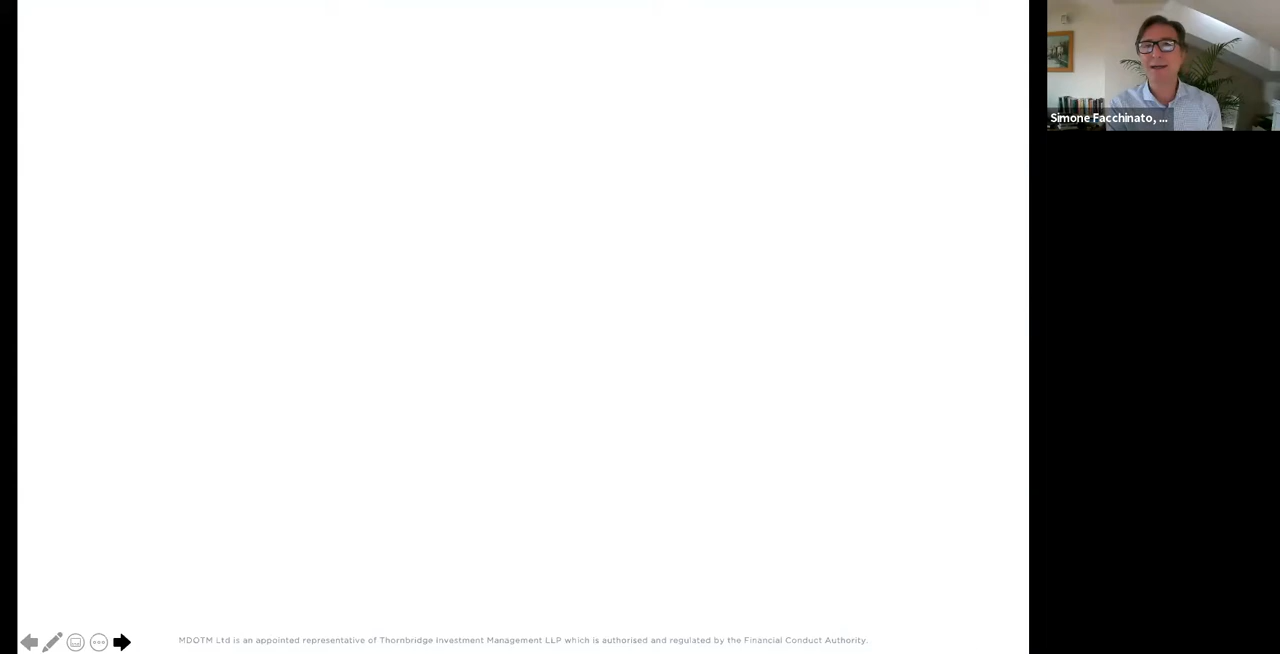 Simone Facchinato, ...
MDOTM Ltd is an appointed representative of Thornbridge Investment Management LLP which is authorised and regulated by the Financial Conduct Authority.